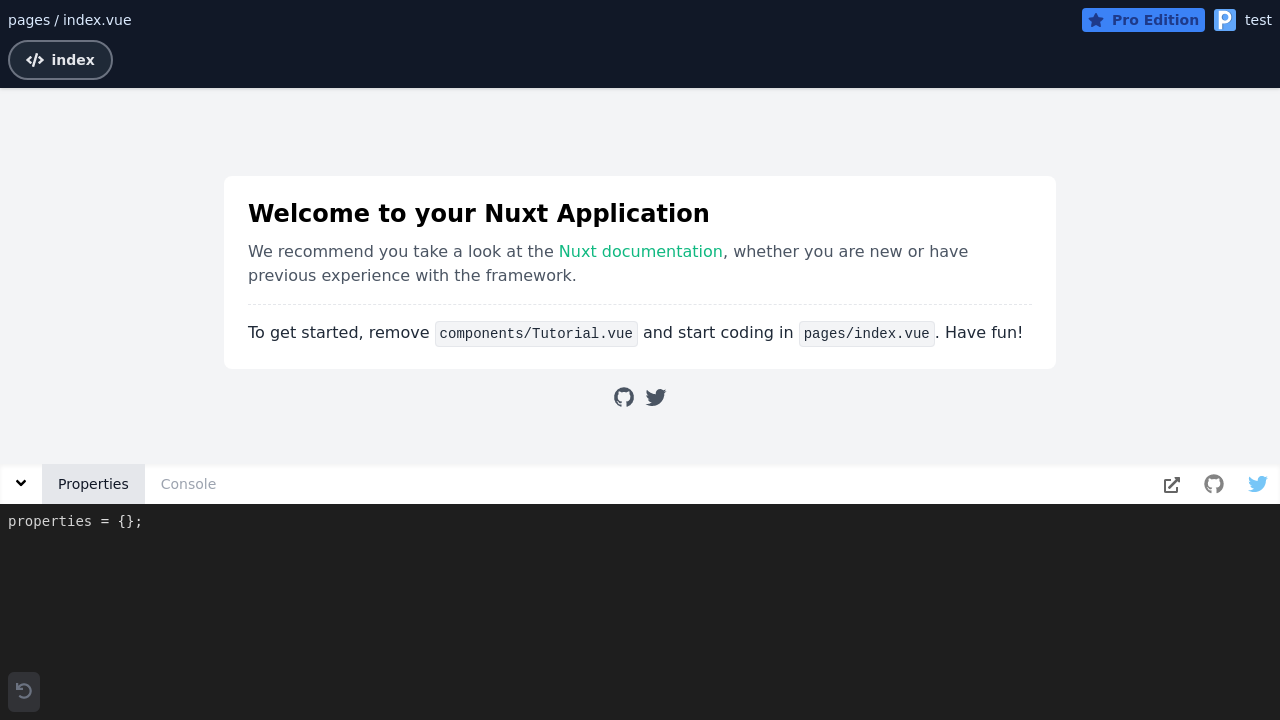 pages / index.vue
Pro Edition
test
index
Welcome to your Nuxt Application
We recommend you take a look at the Nuxt documentation, whether you are new or have
previous experience with the framework.
To get started, remove components/Tutorial.vue and start coding in pages/index.vue. Have fun!
Properties
Console
properties = {};